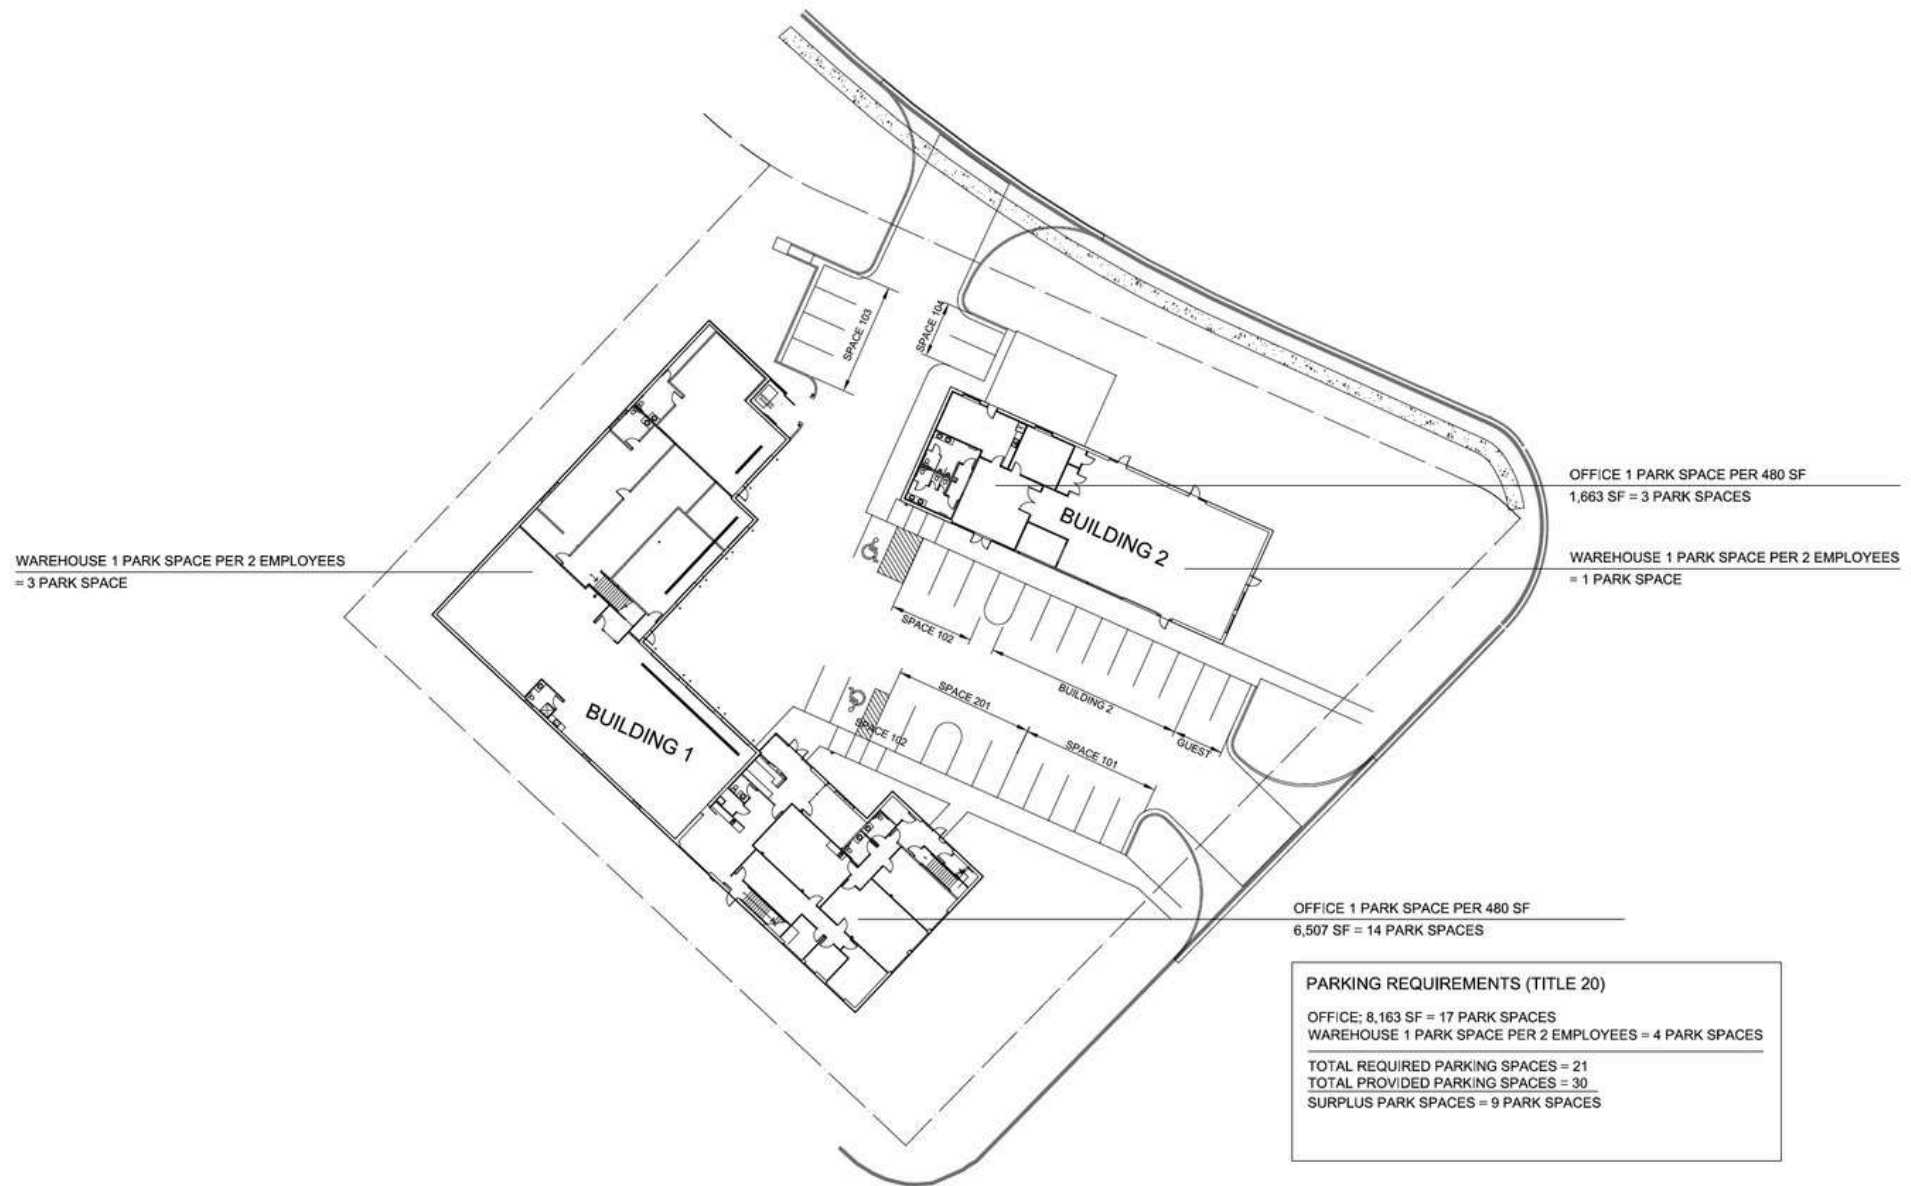 SPACE 103
SPACE 104
OFFICE 1 PARK SPACE PER 480 SF
1,663 SF = 3 PARK SPACES
BUILDING 2
WAREHOUSE 1 PARK SPACE PER 2 EMPLOYEES
= 3 PARK SPACE
WAREHOUSE 1 PARK SPACE PER 2 EMPLOYEES
= 1 PARK SPACE
SPACE 102
SPACE 201
BUILDING 2
BUILDING 1
SPACE 102
SPACE 101
GUEST
OFFICE 1 PARK SPACE PER 480 SF
6,507 SF = 14 PARK SPACES
PARKING REQUIREMENTS (TITLE 20)
OFFICE; 8,163 SF = 17 PARK SPACES
WAREHOUSE 1 PARK SPACE PER 2 EMPLOYEES = 4 PARK SPACES
TOTAL REQUIRED PARKING SPACES = 21
TOTAL PROVIDED PARKING SPACES = 30
SURPLUS PARK SPACES = 9 PARK SPACES